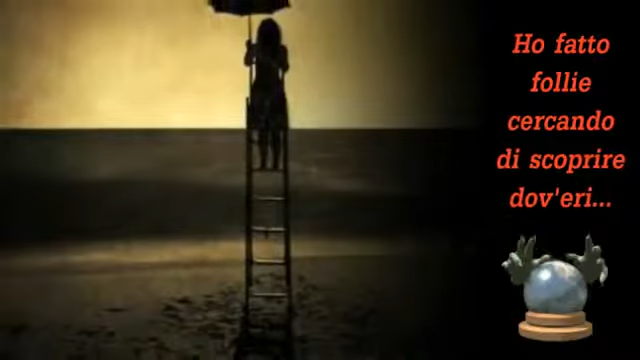 Ho fatto
follie
cercando
di scoprire
dov'eri...